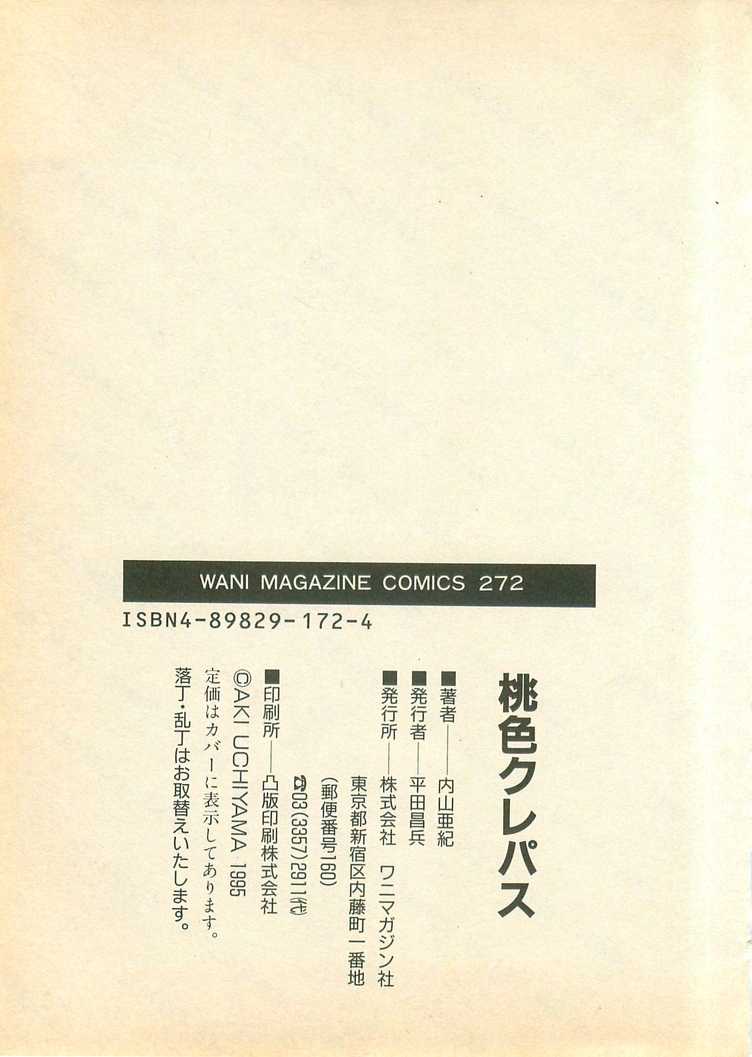 WANI MAGAZINE COMICS 272
ISBN4-89829-172-4
桃色クレパス
■著者——内山亜紀
■発行者——平田昌兵
■発行所——株式会社 ワニマガジン社
東京都新宿区内藤町一番地
(郵便番号160)
☎03(3357)2911㈹
■印刷所——凸版印刷株式会社
©AKI UCHIYAMA 1995
定価はカバーに表示してあります。
落丁・乱丁はお取替えいたします。